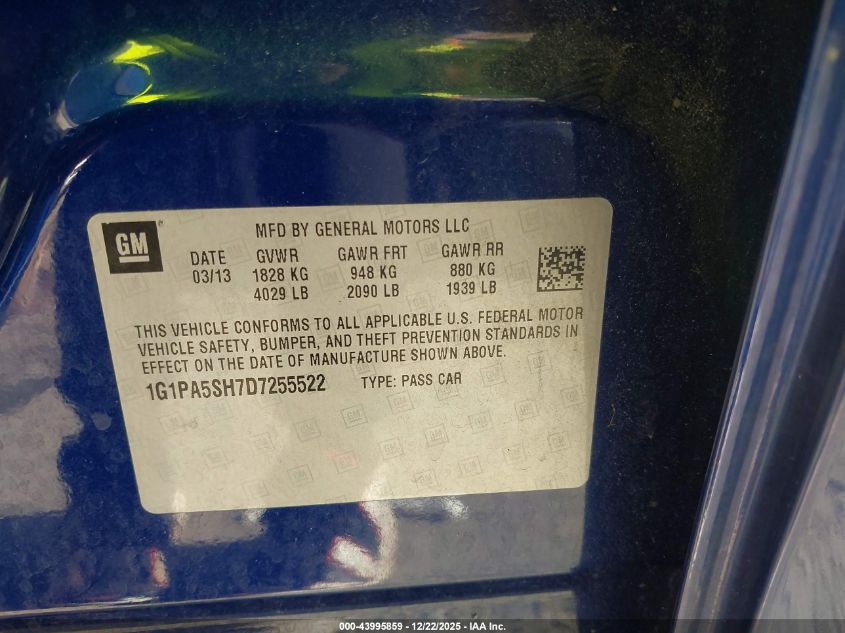 GM
MFD BY GENERAL MOTORS LLC
DATE GVWR GAWR FRT GAWR RR
03/13 1828 KG 948 KG 880 KG
4029 LB 2090 LB 1939 LB
THIS VEHICLE CONFORMS TO ALL APPLICABLE U.S. FEDERAL MOTOR
VEHICLE SAFETY, BUMPER, AND THEFT PREVENTION STANDARDS IN
EFFECT ON THE DATE OF MANUFACTURE SHOWN ABOVE.
1G1PA5SH7D7255522 TYPE: PASS CAR
000-43995859 - 12/22/2025 - IAA Inc.